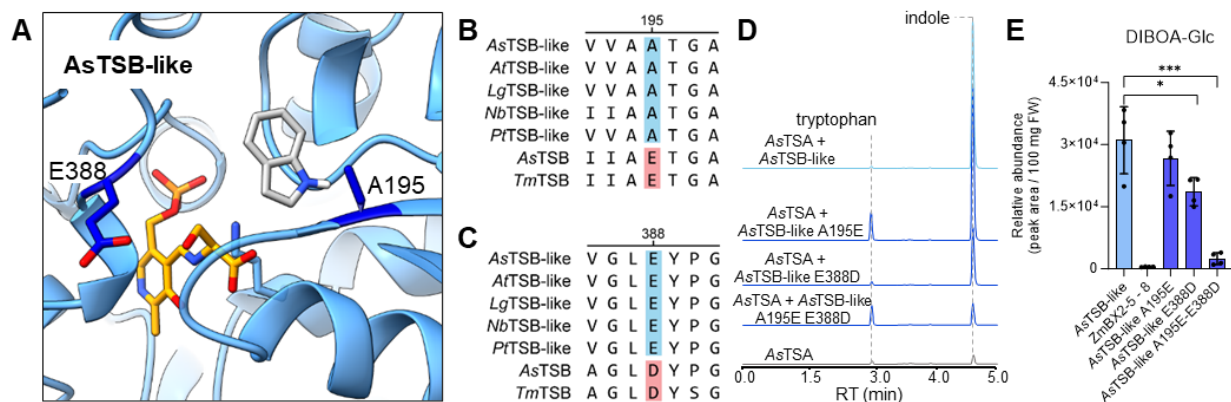 A
AsTSB-like
E388
A195
B
195
AsTSB-like V V A A T G A
AtTSB-like V V A A T G A
LgTSB-like V V A A T G A
NbTSB-like I I A A T G A
PtTSB-like V V A A T G A
AsTSB I I A E T G A
TmTSB I I A E T G A
C
388
AsTSB-like V G L E Y P G
AtTSB-like V G L E Y P G
LgTSB-like V G L E Y P G
NbTSB-like V G L E Y P G
PtTSB-like V G L E Y P G
AsTSB A G L D Y P G
TmTSB A G L D Y S G
D
indole
tryptophan
AsTSA +
AsTSB-like
AsTSA +
AsTSB-like A195E
AsTSA +
AsTSB-like E388D
AsTSA + AsTSB-like
A195E E388D
AsTSA
0.0 1.5 3.0 4.0 5.0
RT (min)
E
DIBOA-Glc
***
*
Relative abundance
(peak area / 100 mg FW)
4.5×10⁴
3×10⁴
1.5×10⁴
0
AsTSB-like
ZmBX2-5 - 8
AsTSB-like A195E
AsTSB-like E388D
AsTSB-like A195E-E388D